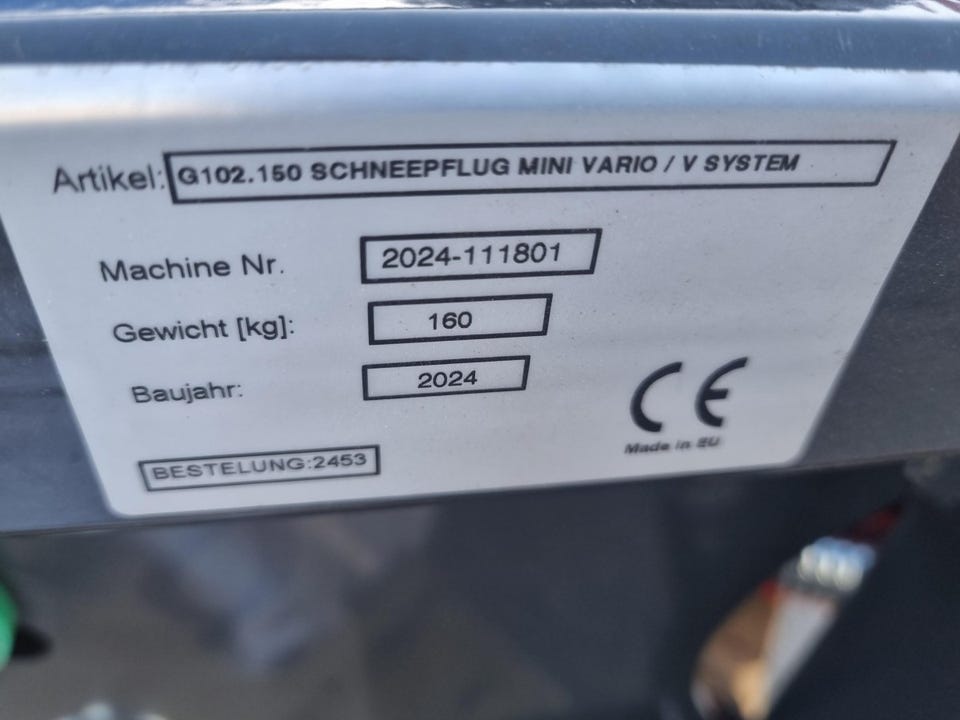 Artikel: G102.150 SCHNEEPFLUG MINI VARIO / V SYSTEM
Machine Nr. 2024-111801
Gewicht [kg]: 160
Baujahr: 2024
CE
Made in EU
BESTELUNG:2453